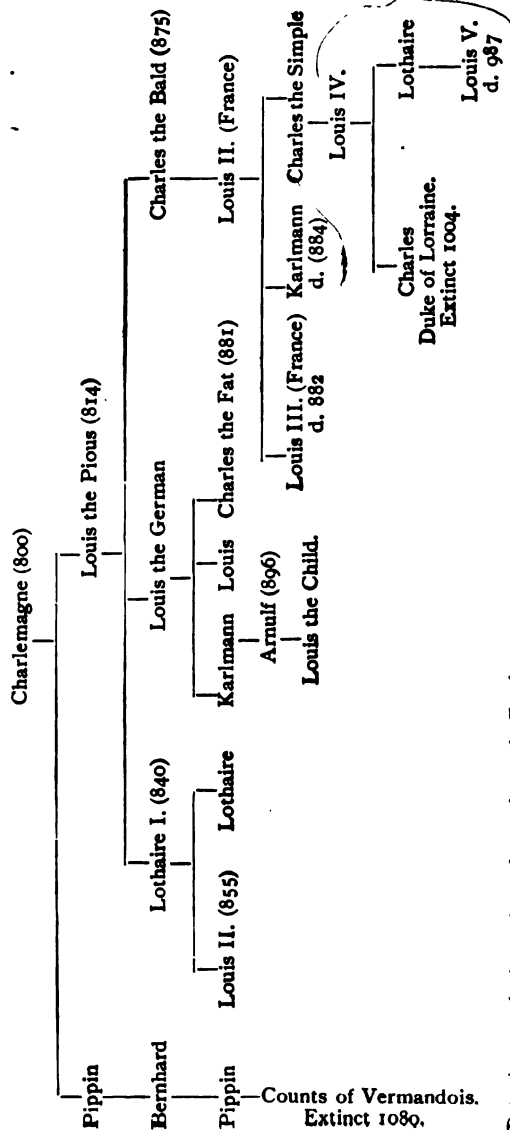 Charlemagne (800)
Pippin
Louis the Pious (814)
Bernhard
Lothaire I. (840)
Louis the German
Charles the Bald (875)
Pippin
Louis II. (855)
Lothaire
Karlmann
Louis
Charles the Fat (881)
Louis II. (France)
Counts of Vermandois.
Extinct 1089.
Arnulf (896)
Louis the Child.
Louis III. (France)
d. 882
Karlmann
d. (884)
Charles the Simple
Louis IV.
Charles
Duke of Lorraine.
Extinct 1004.
Lothaire
Louis V.
d. 987